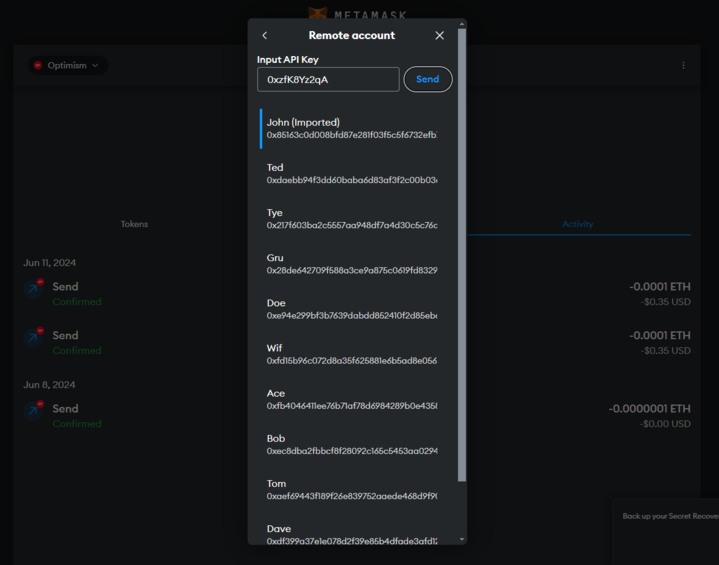 METAMASK
Remote account
Optimism
Input API Key
0xzfK8Yz2qA
Send
John (Imported)
0x85163c0d008bfd87e281f03f5c5f6732efb
Ted
0xdaebb94f3dd60baba6d83af3f2c00b03
Tye
0x217f603ba2c5557aa948df7a4d30c5c76c
Gru
0x28de642709f588a3ce9a875c0619fd8329
Doe
0xe94e299bf3b7639dabdd852410f2d85eb
Wif
0xfd15b96c072d8a35f625881e6b5ad8e056
Ace
0xfb4046411ee76b71af78d6984289b0e435
Bob
0xec8dba2fbbcf8f28092c165c5453aa0294
Tom
0xaef69443f189f26e839752aaede468d9f9
Dave
0xdf399a37e1e078d2f39e85b4dfade3afd1
Tokens
Activity
Jun 11, 2024
Send
-0.0001 ETH
Confirmed
-$0.35 USD
Send
-0.0001 ETH
Confirmed
-$0.35 USD
Jun 8, 2024
Send
-0.0000001 ETH
Confirmed
-$0.00 USD
Back up your Secret Recove